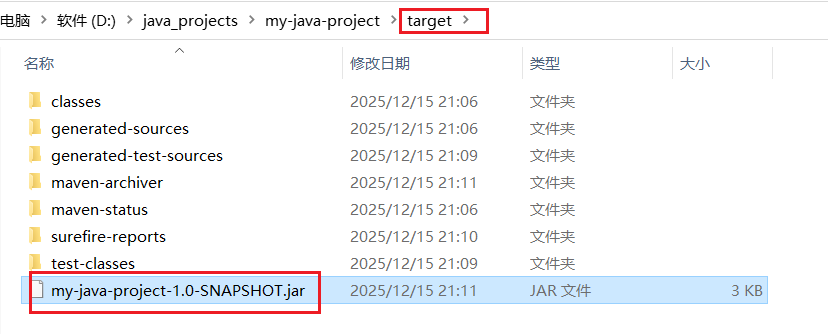 电脑 > 软件 (D:) > java_projects > my-java-project > target >
名称 修改日期 类型 大小
classes 2025/12/15 21:06 文件夹
generated-sources 2025/12/15 21:06 文件夹
generated-test-sources 2025/12/15 21:09 文件夹
maven-archiver 2025/12/15 21:11 文件夹
maven-status 2025/12/15 21:06 文件夹
surefire-reports 2025/12/15 21:10 文件夹
test-classes 2025/12/15 21:09 文件夹
my-java-project-1.0-SNAPSHOT.jar 2025/12/15 21:11 JAR 文件 3 KB